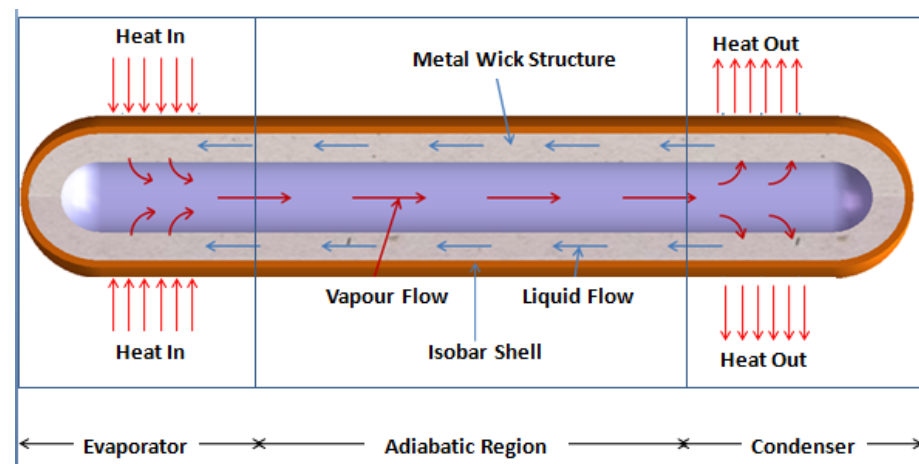 Heat In
Heat Out
Metal Wick Structure
Vapour Flow
Liquid Flow
Heat In
Isobar Shell
Heat Out
Evaporator
Adiabatic Region
Condenser